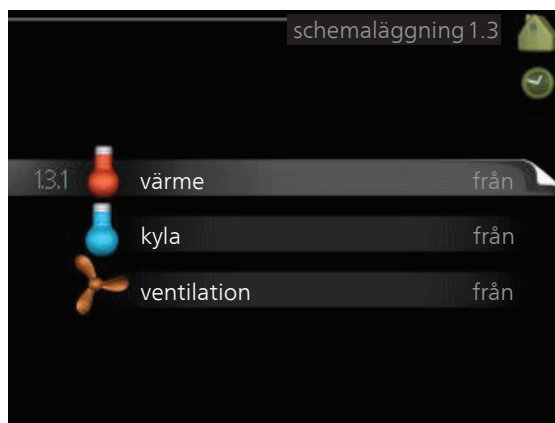 schemaläggning 1.3
1.3.1 värme från
kyla från
ventilation från